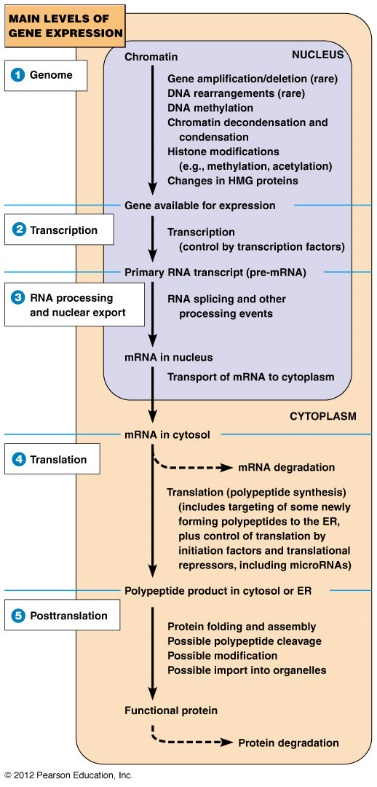 MAIN LEVELS OF
GENE EXPRESSION
NUCLEUS
Chromatin
1 Genome
Gene amplification/deletion (rare)
DNA rearrangements (rare)
DNA methylation
Chromatin decondensation and
condensation
Histone modifications
(e.g., methylation, acetylation)
Changes in HMG proteins
Gene available for expression
2 Transcription
Transcription
(control by transcription factors)
Primary RNA transcript (pre-mRNA)
3 RNA processing
and nuclear export
RNA splicing and other
processing events
mRNA in nucleus
Transport of mRNA to cytoplasm
CYTOPLASM
mRNA in cytosol
4 Translation
mRNA degradation
Translation (polypeptide synthesis)
(includes targeting of some newly
forming polypeptides to the ER,
plus control of translation by
initiation factors and translational
repressors, including microRNAs)
Polypeptide product in cytosol or ER
5 Posttranslation
Protein folding and assembly
Possible polypeptide cleavage
Possible modification
Possible import into organelles
Functional protein
Protein degradation
© 2012 Pearson Education, Inc.